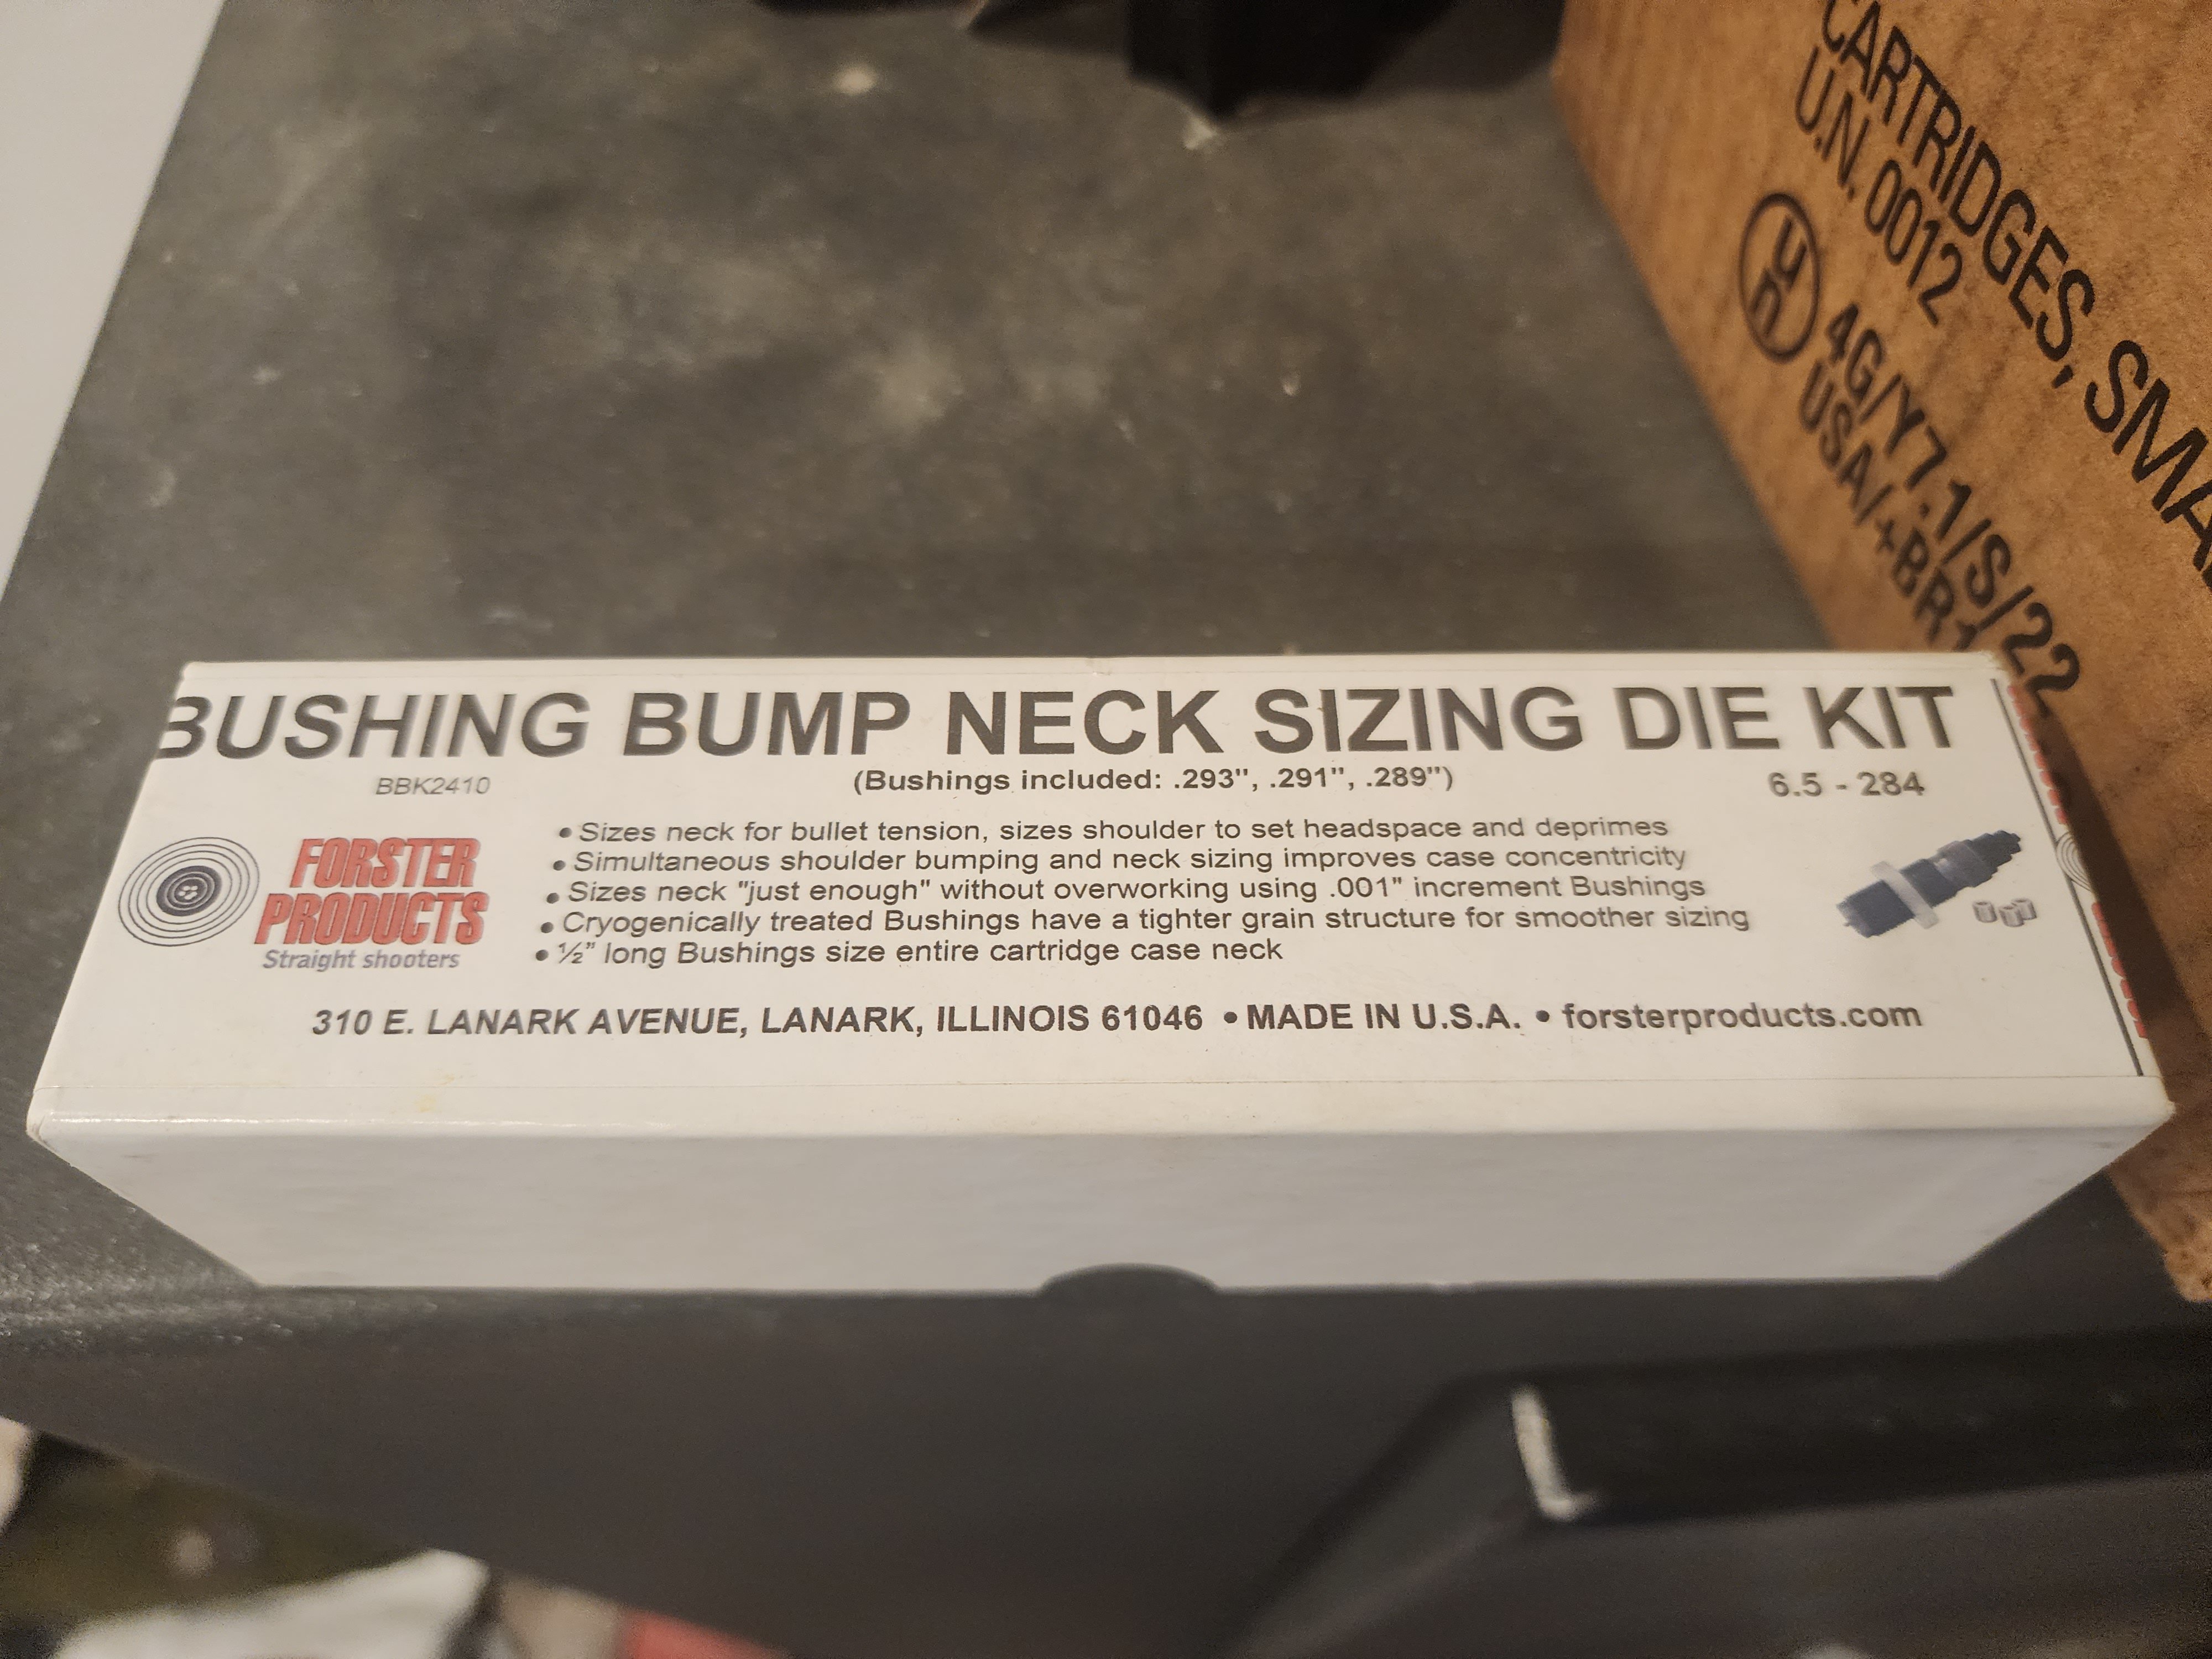 CARTRIDGES, SMA
U.N. 0012
un
4G/Y7.1/S/22
USA/+BR1
BUSHING BUMP NECK SIZING DIE KIT
BBK2410
(Bushings included: .293", .291", .289")
6.5 - 284
FORSTER
PRODUCTS
Straight shooters
• Sizes neck for bullet tension, sizes shoulder to set headspace and deprimes
• Simultaneous shoulder bumping and neck sizing improves case concentricity
• Sizes neck "just enough" without overworking using .001" increment Bushings
• Cryogenically treated Bushings have a tighter grain structure for smoother sizing
• ½" long Bushings size entire cartridge case neck
310 E. LANARK AVENUE, LANARK, ILLINOIS 61046 • MADE IN U.S.A. • forsterproducts.com